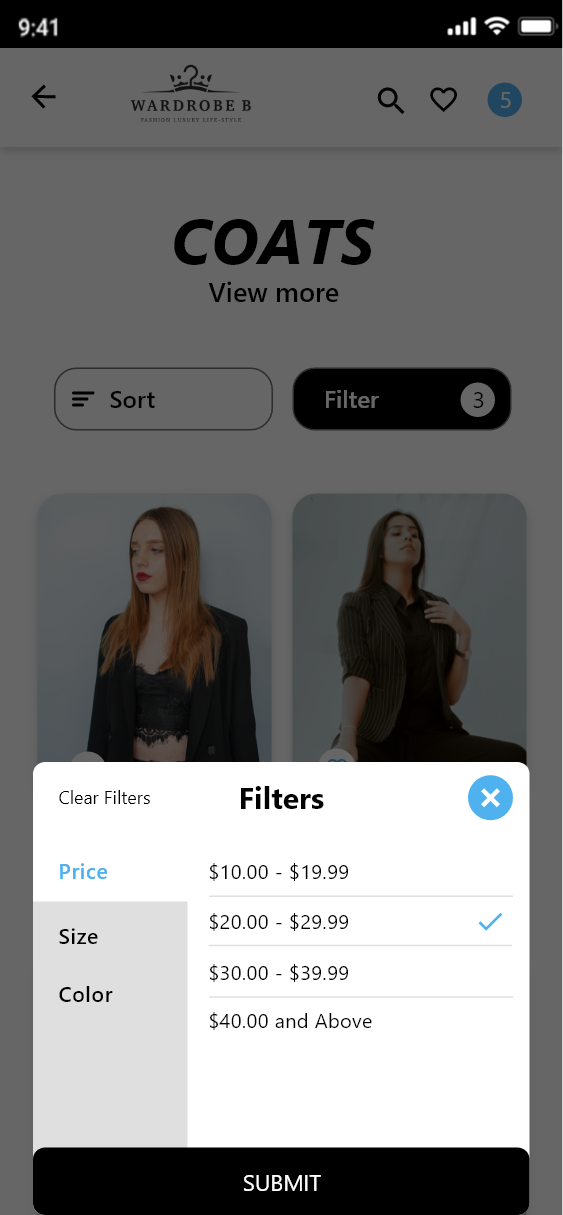 9:41
WARDROBE B
FASHION LUXURY LIFE-STYLE
5
COATS
View more
Sort
Filter
3
Clear Filters
Filters
Price
$10.00 - $19.99
$20.00 - $29.99
Size
$30.00 - $39.99
Color
$40.00 and Above
SUBMIT